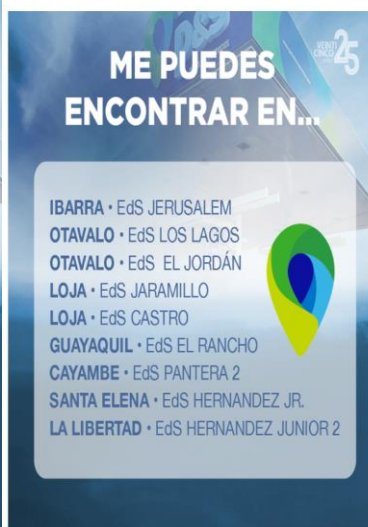 P&S
VEINTI
CINCO
25
ME PUEDES
ENCONTRAR EN...
IBARRA • EdS JERUSALEM
OTAVALO • EdS LOS LAGOS
OTAVALO • EdS EL JORDÁN
LOJA • EdS JARAMILLO
LOJA • EdS CASTRO
GUAYAQUIL • EdS EL RANCHO
CAYAMBE • EdS PANTERA 2
SANTA ELENA • EdS HERNANDEZ JR.
LA LIBERTAD • EdS HERNANDEZ JUNIOR 2